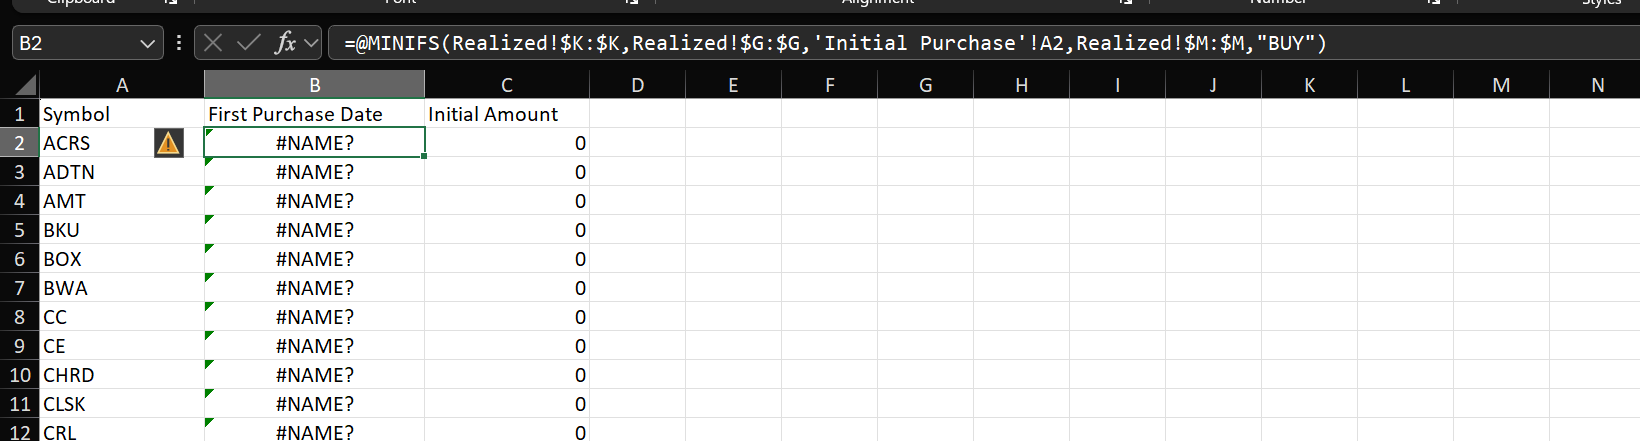 Clipboard Font Alignment Number Styles
B2 fx =@MINIFS(Realized!$K:$K,Realized!$G:$G,'Initial Purchase'!A2,Realized!$M:$M,"BUY")
A B C D E F G H I J K L M N
1 Symbol First Purchase Date Initial Amount
2 ACRS #NAME? 0
3 ADTN #NAME? 0
4 AMT #NAME? 0
5 BKU #NAME? 0
6 BOX #NAME? 0
7 BWA #NAME? 0
8 CC #NAME? 0
9 CE #NAME? 0
10 CHRD #NAME? 0
11 CLSK #NAME? 0
12 CRL #NAME? 0